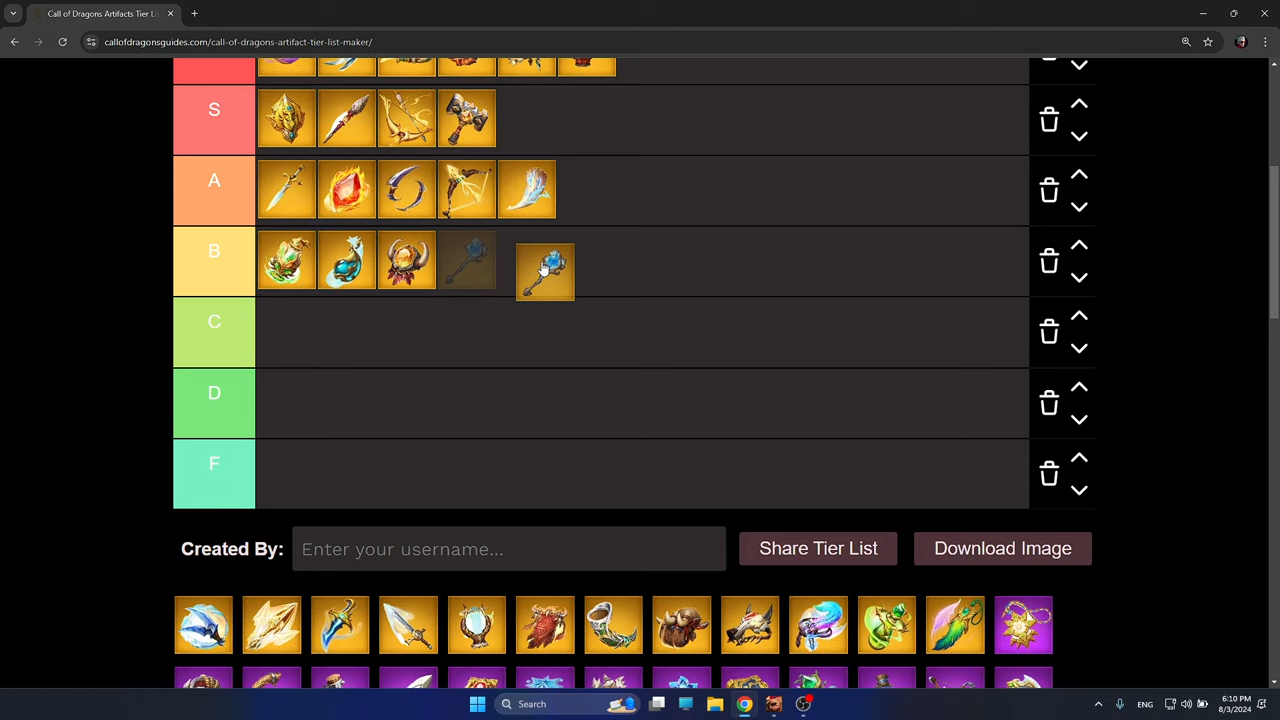 Call of Dragons Artifacts Tier Lis
callofdragonsguides.com/call-of-dragons-artifact-tier-list-maker/
S
A
B
C
D
F
Created By:
Enter your username...
Share Tier List
Download Image
Search
ENG
6:10 PM
8/3/2024